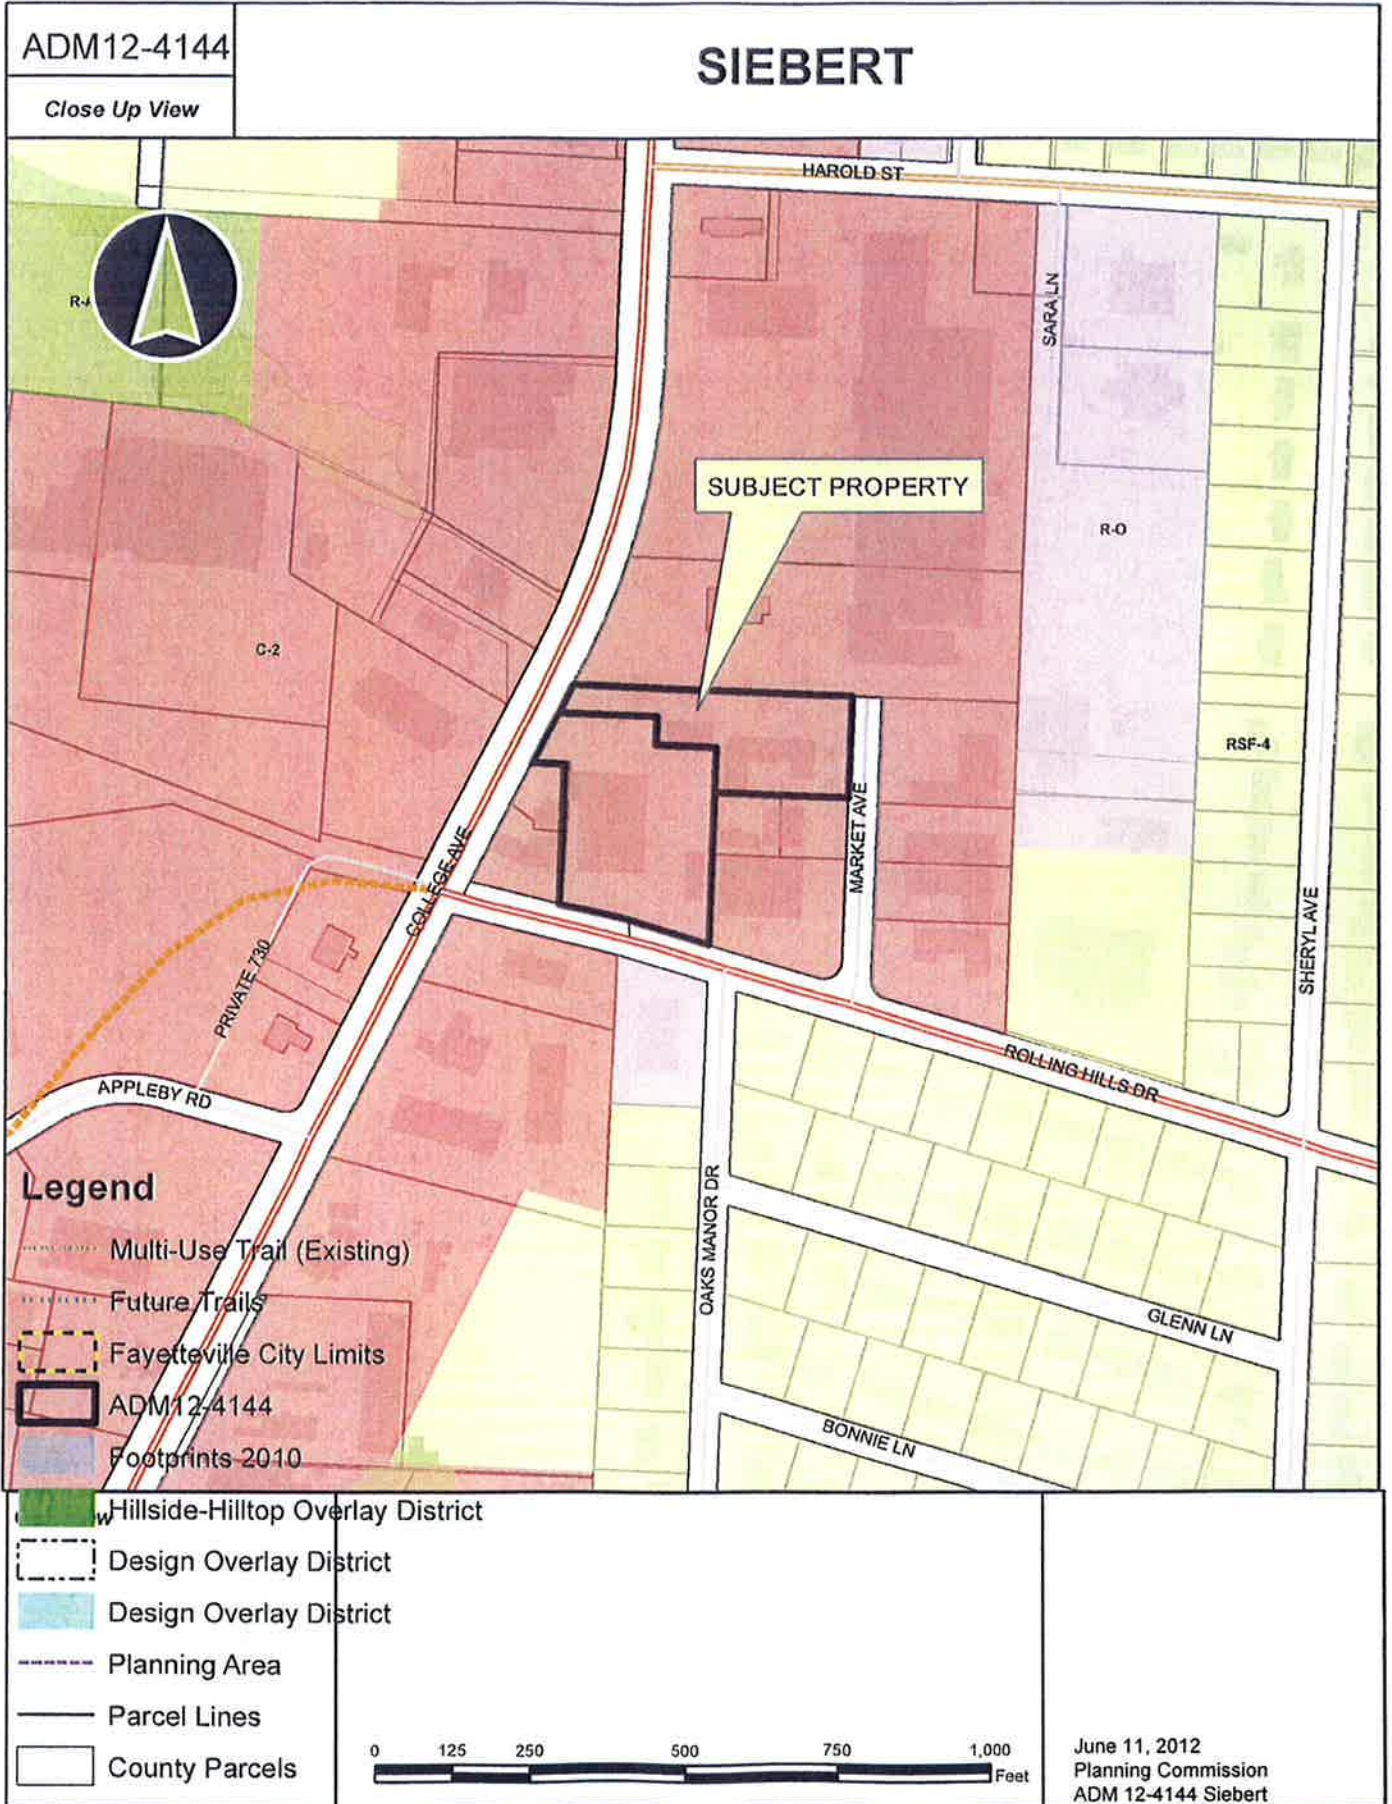 ADM12-4144
SIEBERT
Close Up View
HAROLD ST
SARA LN
SUBJECT PROPERTY
R-O
C-2
RSF-4
MARKET AVE
COLLEGE AVE
SHERYL AVE
PRIVATE 730
ROLLING HILLS DR
APPLEBY RD
OAKS MANOR DR
GLENN LN
BONNIE LN
Legend
Multi-Use Trail (Existing)
Future Trails
Fayetteville City Limits
ADM12-4144
Footprints 2010
Hillside-Hilltop Overlay District
Design Overlay District
Design Overlay District
Planning Area
Parcel Lines
County Parcels
0 125 250 500 750 1,000
Feet
June 11, 2012
Planning Commission
ADM 12-4144 Siebert